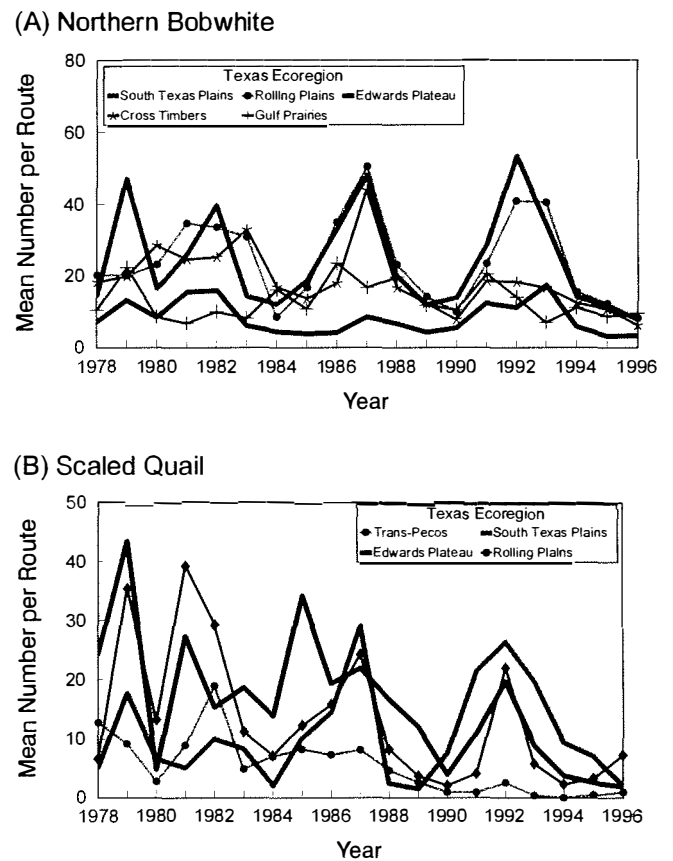 (A) Northern Bobwhite
80
Texas Ecoregion
South Texas Plains Rolling Plains Edwards Plateau
Cross Timbers Gulf Prairies
60
40
20
0
Mean Number per Route
1978 1980 1982 1984 1986 1988 1990 1992 1994 1996
Year
(B) Scaled Quail
50
Texas Ecoregion
Trans-Pecos South Texas Plains
Edwards Plateau Rolling Plains
40
30
20
10
0
Mean Number per Route
1978 1980 1982 1984 1986 1988 1990 1992 1994 1996
Year